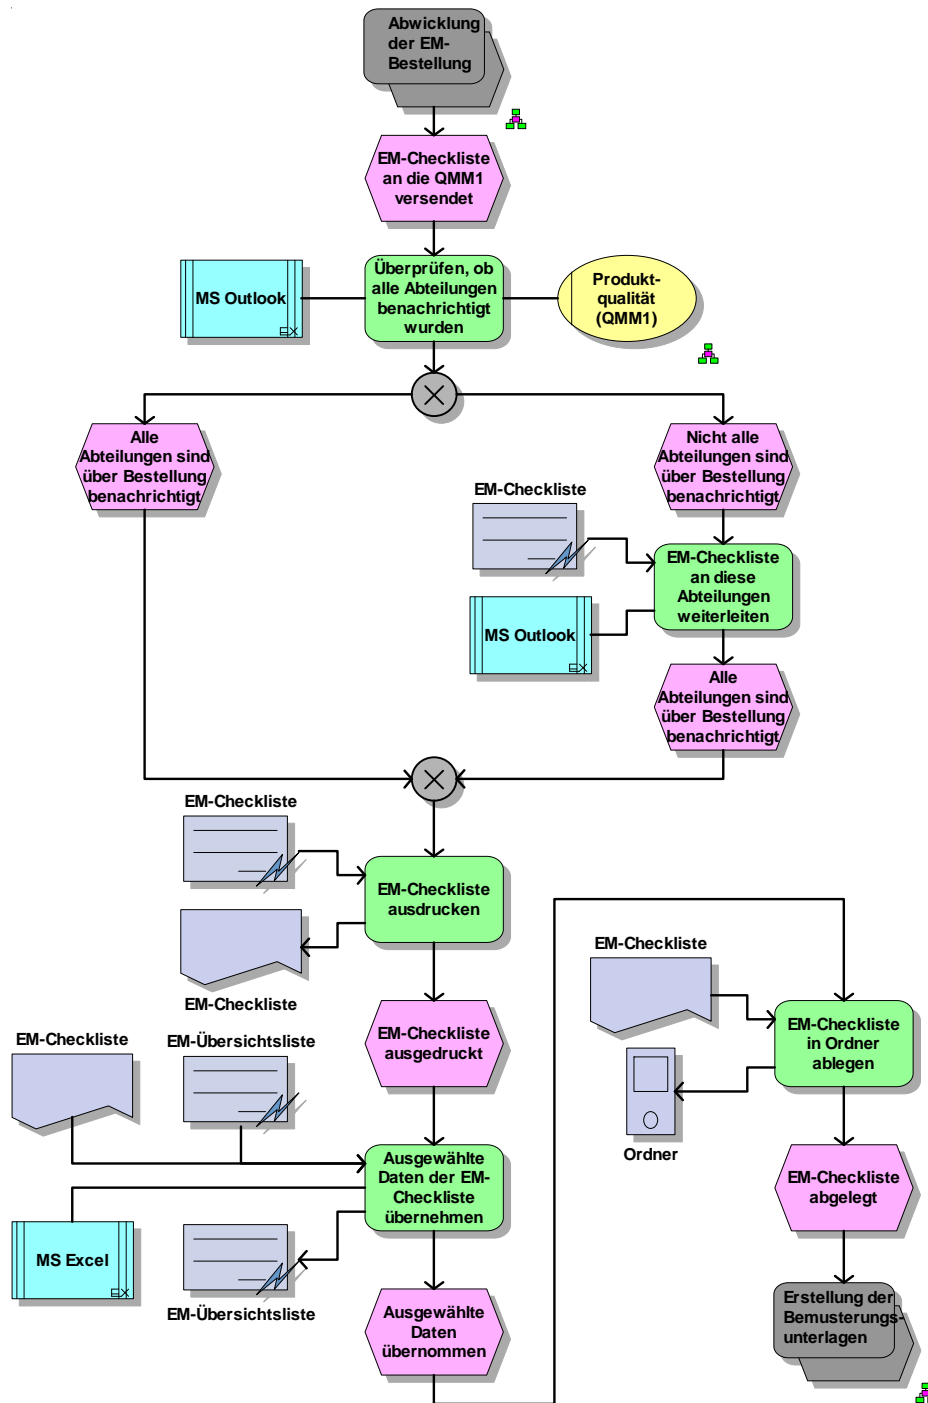 Abwicklung
der EM-
Bestellung
EM-Checkliste
an die QMM1
versendet
MS Outlook
Überprüfen, ob
alle Abteilungen
benachrichtigt
wurden
Produkt-
qualität
(QMM1)
Alle
Abteilungen sind
über Bestellung
benachrichtigt
Nicht alle
Abteilungen sind
über Bestellung
benachrichtigt
EM-Checkliste
EM-Checkliste
an diese
Abteilungen
weiterleiten
MS Outlook
Alle
Abteilungen sind
über Bestellung
benachrichtigt
EM-Checkliste
EM-Checkliste
ausdrucken
EM-Checkliste
EM-Checkliste
EM-Übersichtsliste
EM-Checkliste
ausgedruckt
Ausgewählte
Daten der EM-
Checkliste
übernehmen
MS Excel
EM-Übersichtsliste
Ausgewählte
Daten
übernommen
EM-Checkliste
EM-Checkliste
in Ordner
ablegen
Ordner
EM-Checkliste
abgelegt
Erstellung der
Bemusterungs-
unterlagen